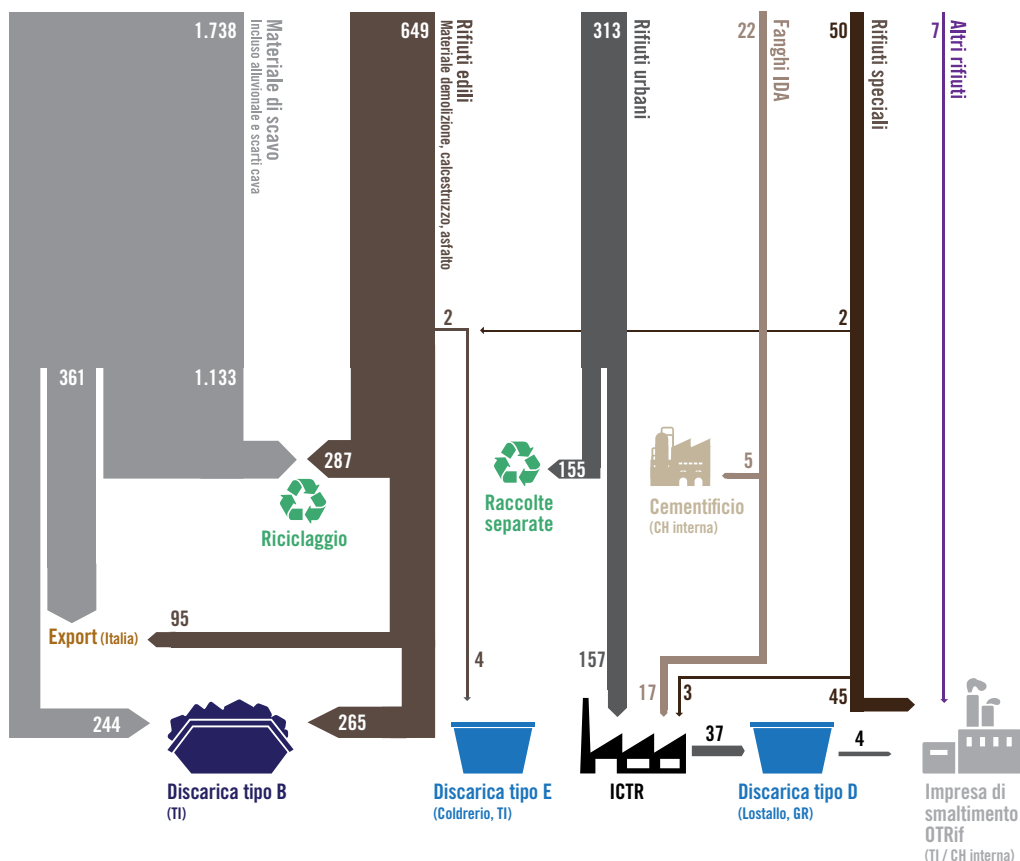 1.738
Materiale di scavo
Incluso alluvionale e scarti cava
649
Rifiuti edili
Materiale demolizione, calcestruzzo, asfalto
313
Rifiuti urbani
22
Fanghi IDA
50
Rifiuti speciali
7
Altri rifiuti
2
2
361
1.133
287
155
5
Riciclaggio
Raccolte
separate
Cementificio
(CH interna)
95
Export (Italia)
4
157
17
3
45
244
265
37
4
Discarica tipo B
(TI)
Discarica tipo E
(Coldrerio, TI)
ICTR
Discarica tipo D
(Lostallo, GR)
Impresa di
smaltimento
OTRif
(TI / CH interna)